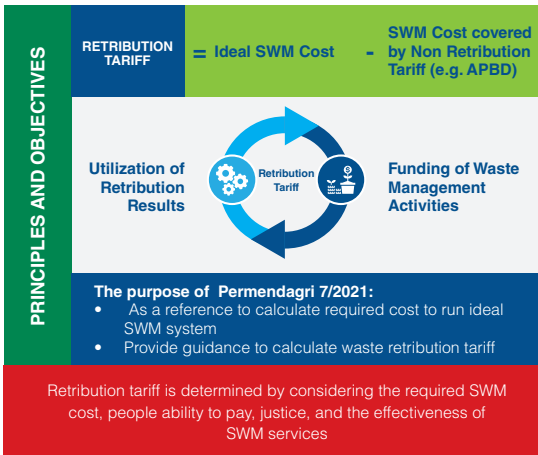 PRINCIPLES AND OBJECTIVES
RETRIBUTION
TARIFF
= Ideal SWM Cost
- SWM Cost covered
by Non Retribution
Tariff (e.g. APBD)
Utilization of
Retribution
Results
Retribution
Tariff
Funding of Waste
Management
Activities
The purpose of Permendagri 7/2021:
• As a reference to calculate required cost to run ideal
SWM system
• Provide guidance to calculate waste retribution tariff
Retribution tariff is determined by considering the required SWM
cost, people ability to pay, justice, and the effectiveness of
SWM services